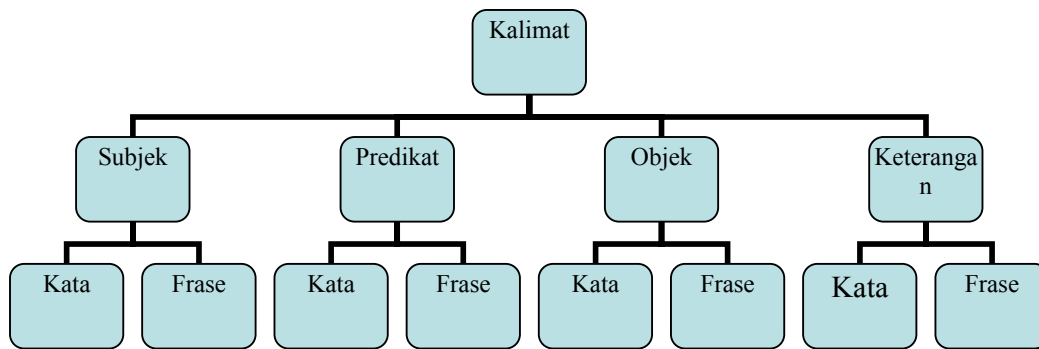 Kalimat
Subjek
Predikat
Objek
Keteranga
n
Kata
Frase
Kata
Frase
Kata
Frase
Kata
Frase